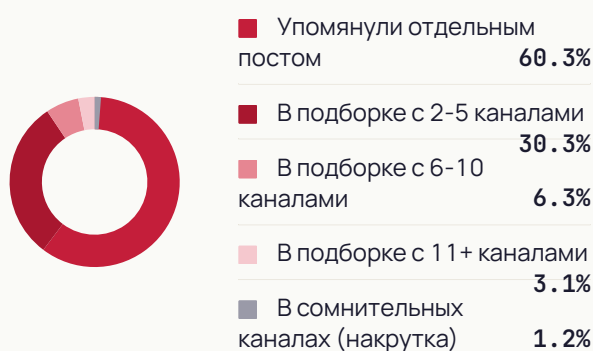 Упомянули отдельным
постом 60.3%
В подборке с 2-5 каналами
30.3%
В подборке с 6-10
каналами 6.3%
В подборке с 11+ каналами
3.1%
В сомнительных
каналах (накрутка) 1.2%